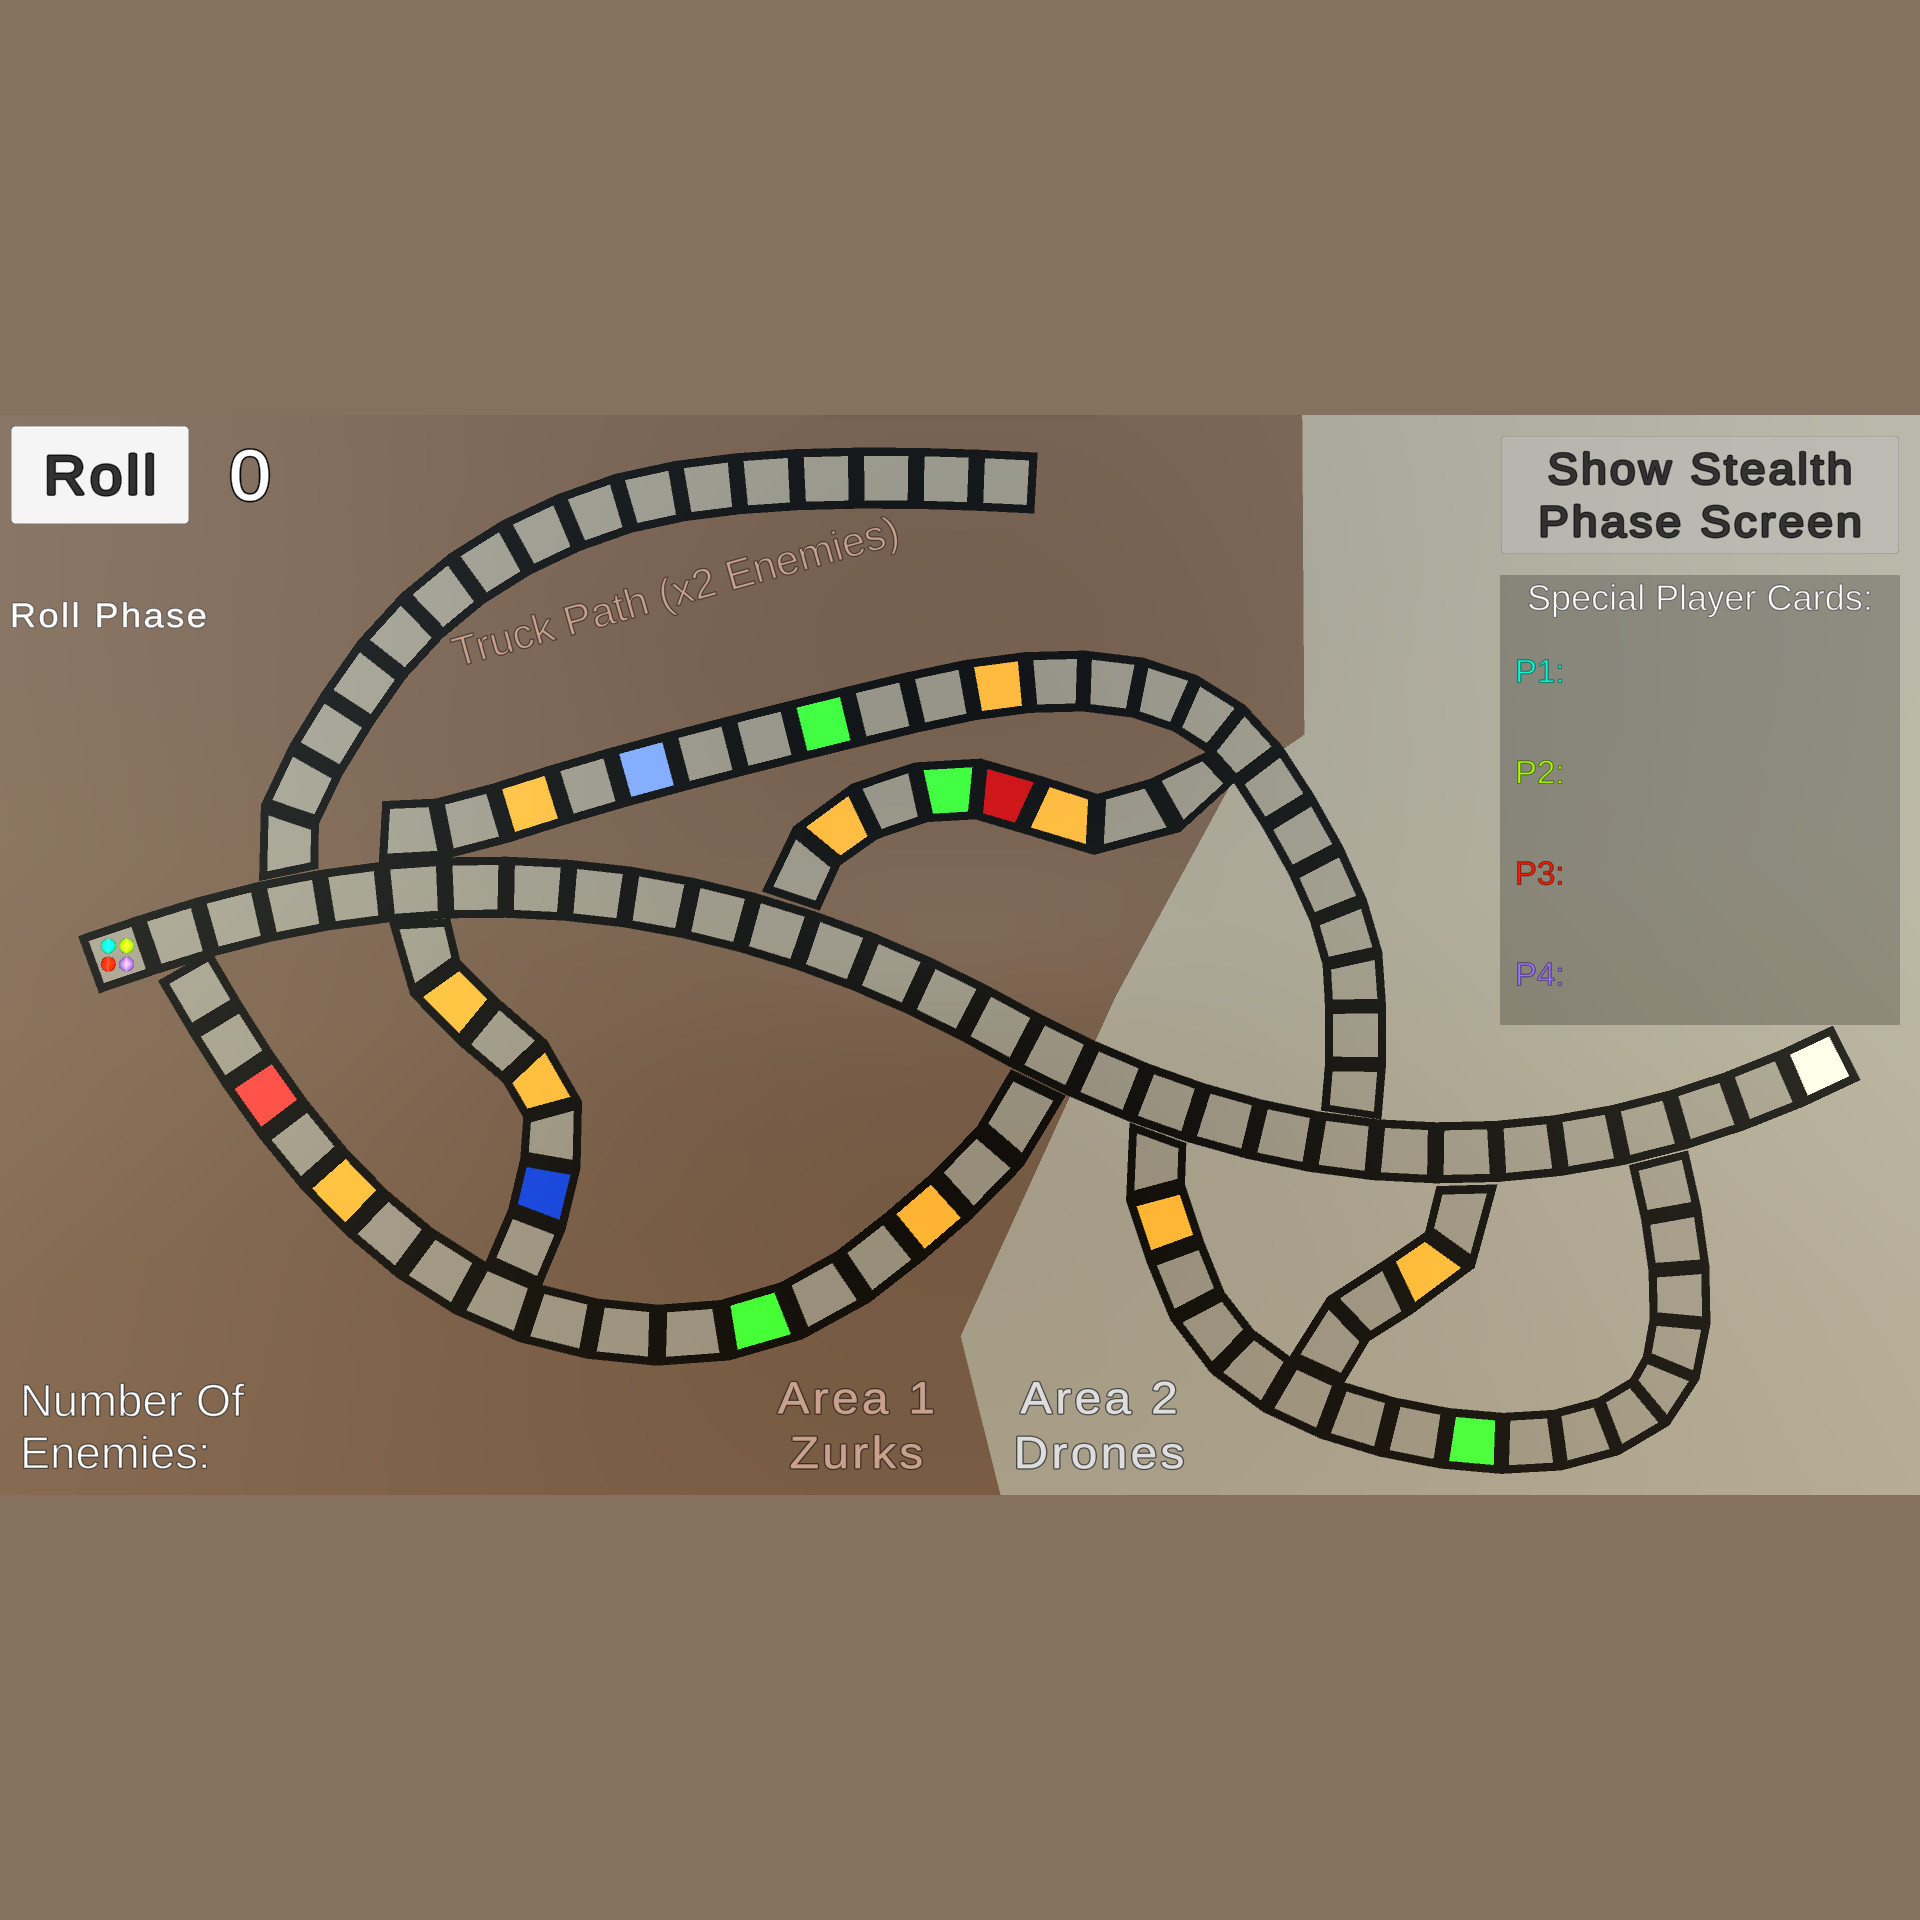 Roll
0
Show Stealth
Phase Screen
Truck Path (x2 Enemies)
Special Player Cards:
Roll Phase
P1:
P2:
P3:
P4:
Number Of
Enemies:
Area 1
Zurks
Area 2
Drones